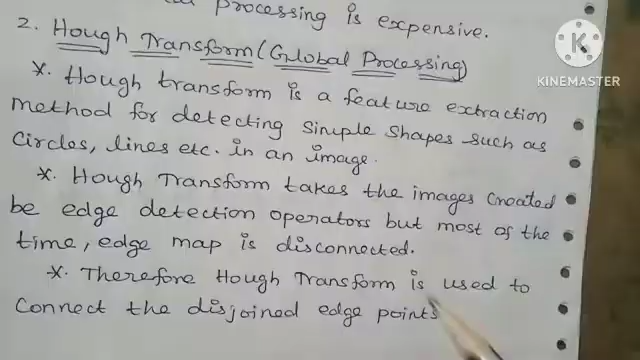 processing is expensive.
2. Hough Transform (Global Processing)
*. Hough transform is a feature extraction
method for detecting simple shapes such as
circles, lines etc. in an image.
*. Hough Transform takes the images created
be edge detection operators but most of the
time, edge map is disconnected.
*. Therefore Hough Transform is used to
connect the disjoined edge points
KINEMASTER